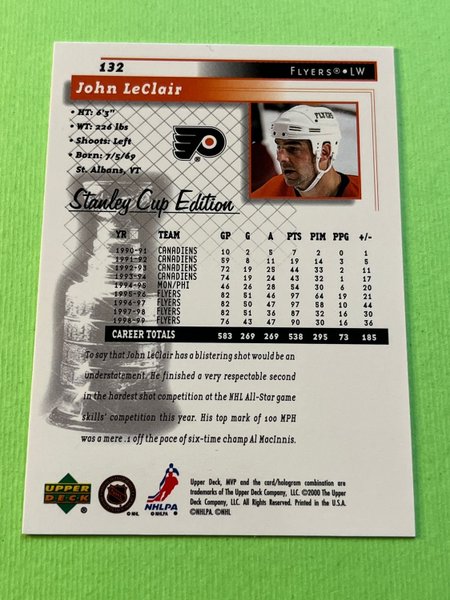 132
FLYERS® • LW
John LeClair
• HT: 6'3"
• WT: 226 lbs
• Shoots: Left
• Born: 7/5/69
St. Albans, VT
FLYERS
Stanley Cup Edition
YR TEAM GP G A PTS PIM PPG +/-
1990-91 CANADIENS 10 2 5 7 2 0 1
1991-92 CANADIENS 59 8 11 19 14 3 5
1992-93 CANADIENS 72 19 25 44 33 2 11
1993-94 CANADIENS 74 19 24 43 32 1 17
1994-95 MON/PHI 46 26 28 54 30 6 20
1995-96 FLYERS 82 51 46 97 64 19 21
1996-97 FLYERS 82 50 47 97 58 10 44
1997-98 FLYERS 82 51 36 87 32 16 30
1998-99 FLYERS 76 43 47 90 30 16 36
CAREER TOTALS 583 269 269 538 295 73 185
To say that John LeClair has a blistering shot would be an
understatement. He finished a very respectable second
in the hardest shot competition at the NHL All-Star game
skills' competition this year. His top mark of 100 MPH
was a mere .1 off the pace of six-time champ Al MacInnis.
UPPER
DECK
NHL
©NHL
NHLPA
©NHLPA
Upper Deck, MVP and the card/hologram combination are
trademarks of The Upper Deck Company, LLC. ©2000 The Upper
Deck Company, LLC. All Rights Reserved. Printed in the U.S.A.
©NHLPA. ©NHL